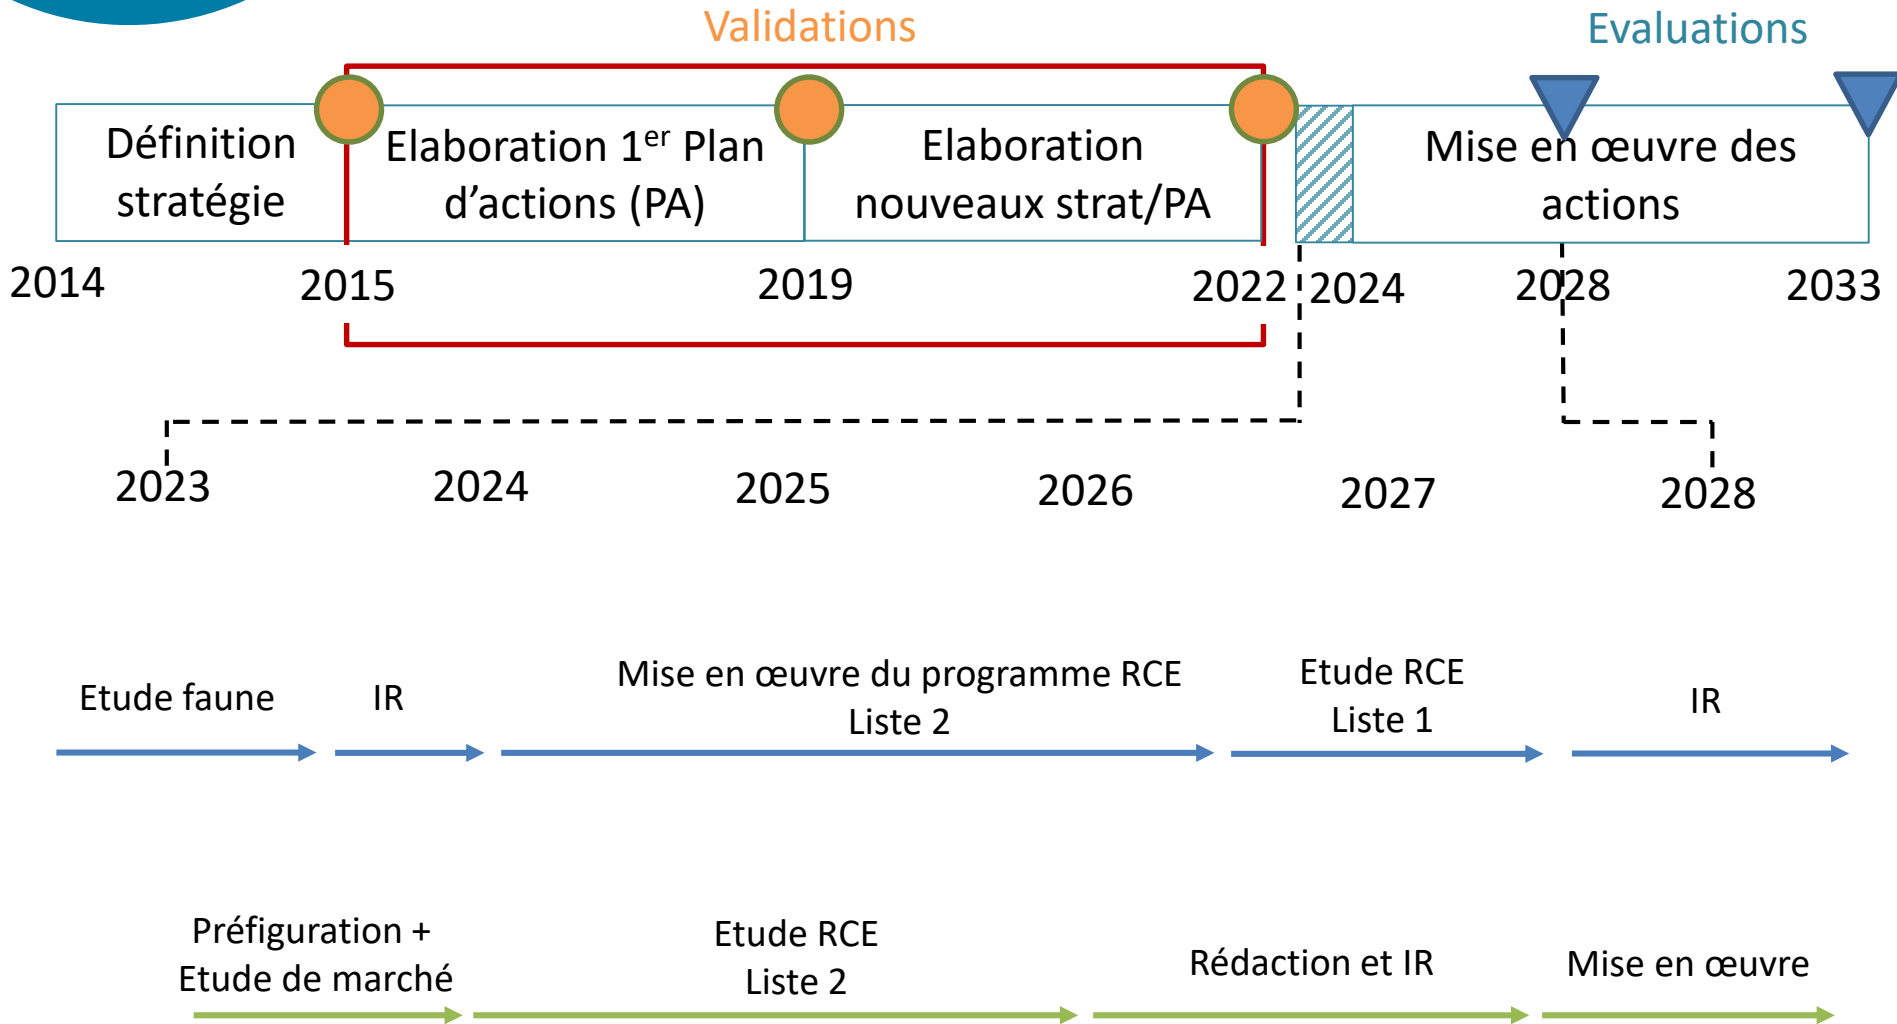 Validations
Evaluations
Définition
stratégie
Elaboration 1er Plan
d’actions (PA)
Elaboration
nouveaux strat/PA
Mise en œuvre des
actions
2014
2015
2019
2022
2024
2028
2033
2023
2024
2025
2026
2027
2028
Etude faune
IR
Mise en œuvre du programme RCE
Liste 2
Etude RCE
Liste 1
IR
Préfiguration +
Etude de marché
Etude RCE
Liste 2
Rédaction et IR
Mise en œuvre